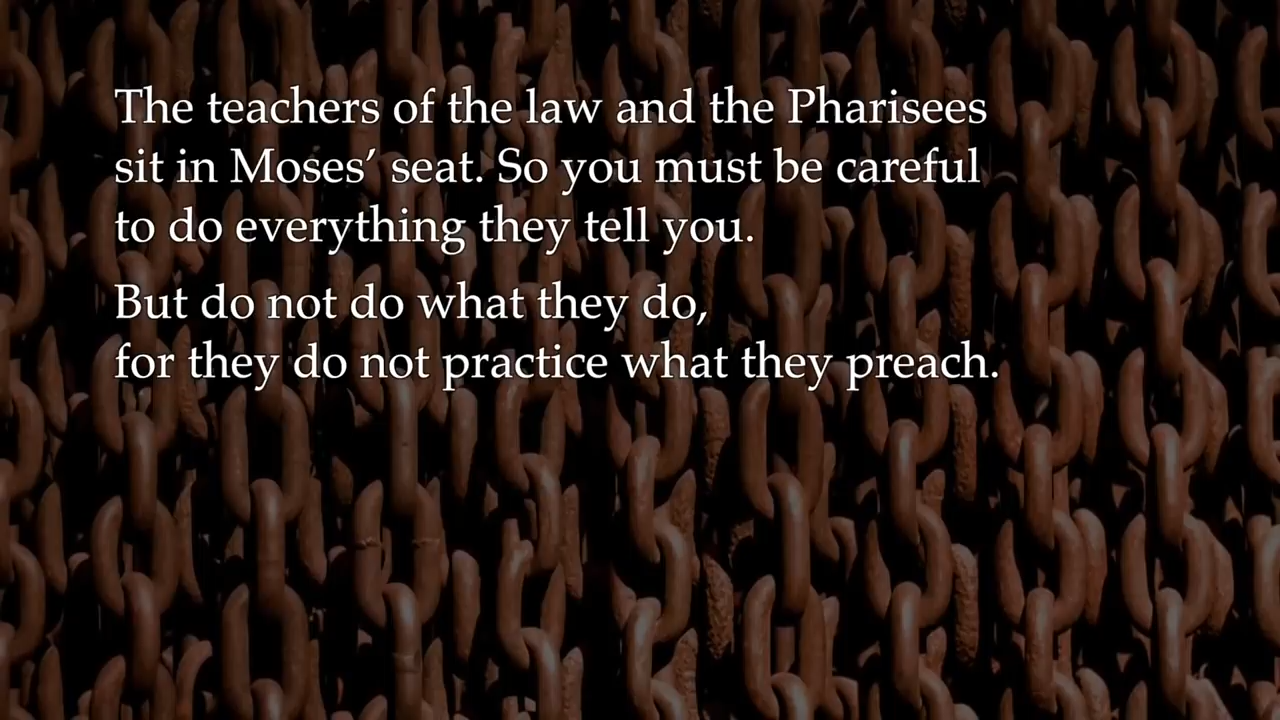 The teachers of the law and the Pharisees
sit in Moses’ seat. So you must be careful
to do everything they tell you.
But do not do what they do,
for they do not practice what they preach.